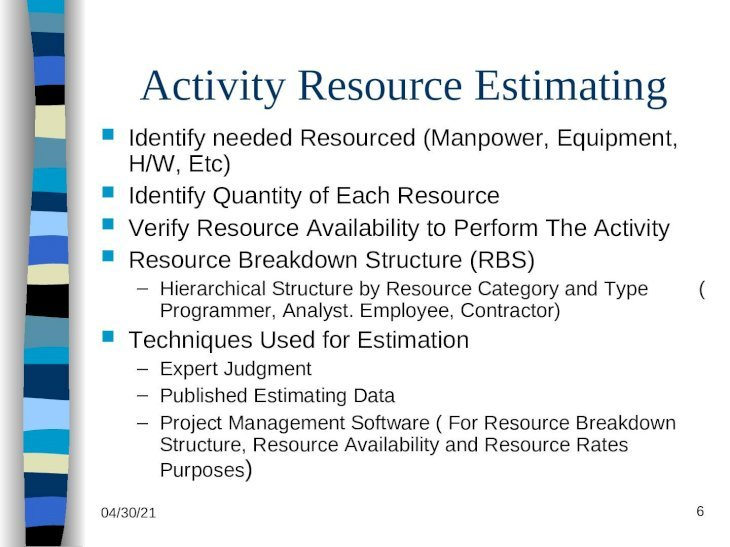 Activity Resource Estimating
Identify needed Resourced (Manpower, Equipment,
H/W, Etc)
Identify Quantity of Each Resource
Verify Resource Availability to Perform The Activity
Resource Breakdown Structure (RBS)
– Hierarchical Structure by Resource Category and Type (
Programmer, Analyst. Employee, Contractor)
Techniques Used for Estimation
– Expert Judgment
– Published Estimating Data
– Project Management Software ( For Resource Breakdown
Structure, Resource Availability and Resource Rates
Purposes)
04/30/21 6